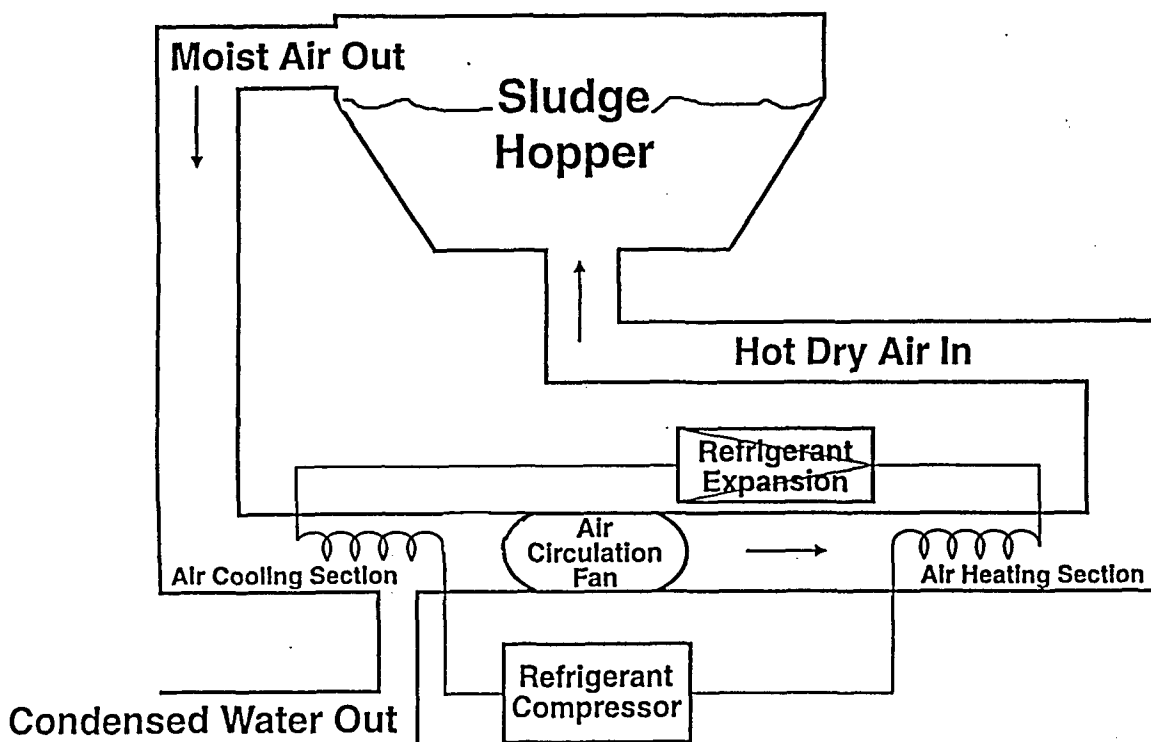 Moist Air Out
Sludge
Hopper
Hot Dry Air In
Refrigerant
Expansion
Air
Circulation
Fan
Air Cooling Section
Air Heating Section
Refrigerant
Compressor
Condensed Water Out